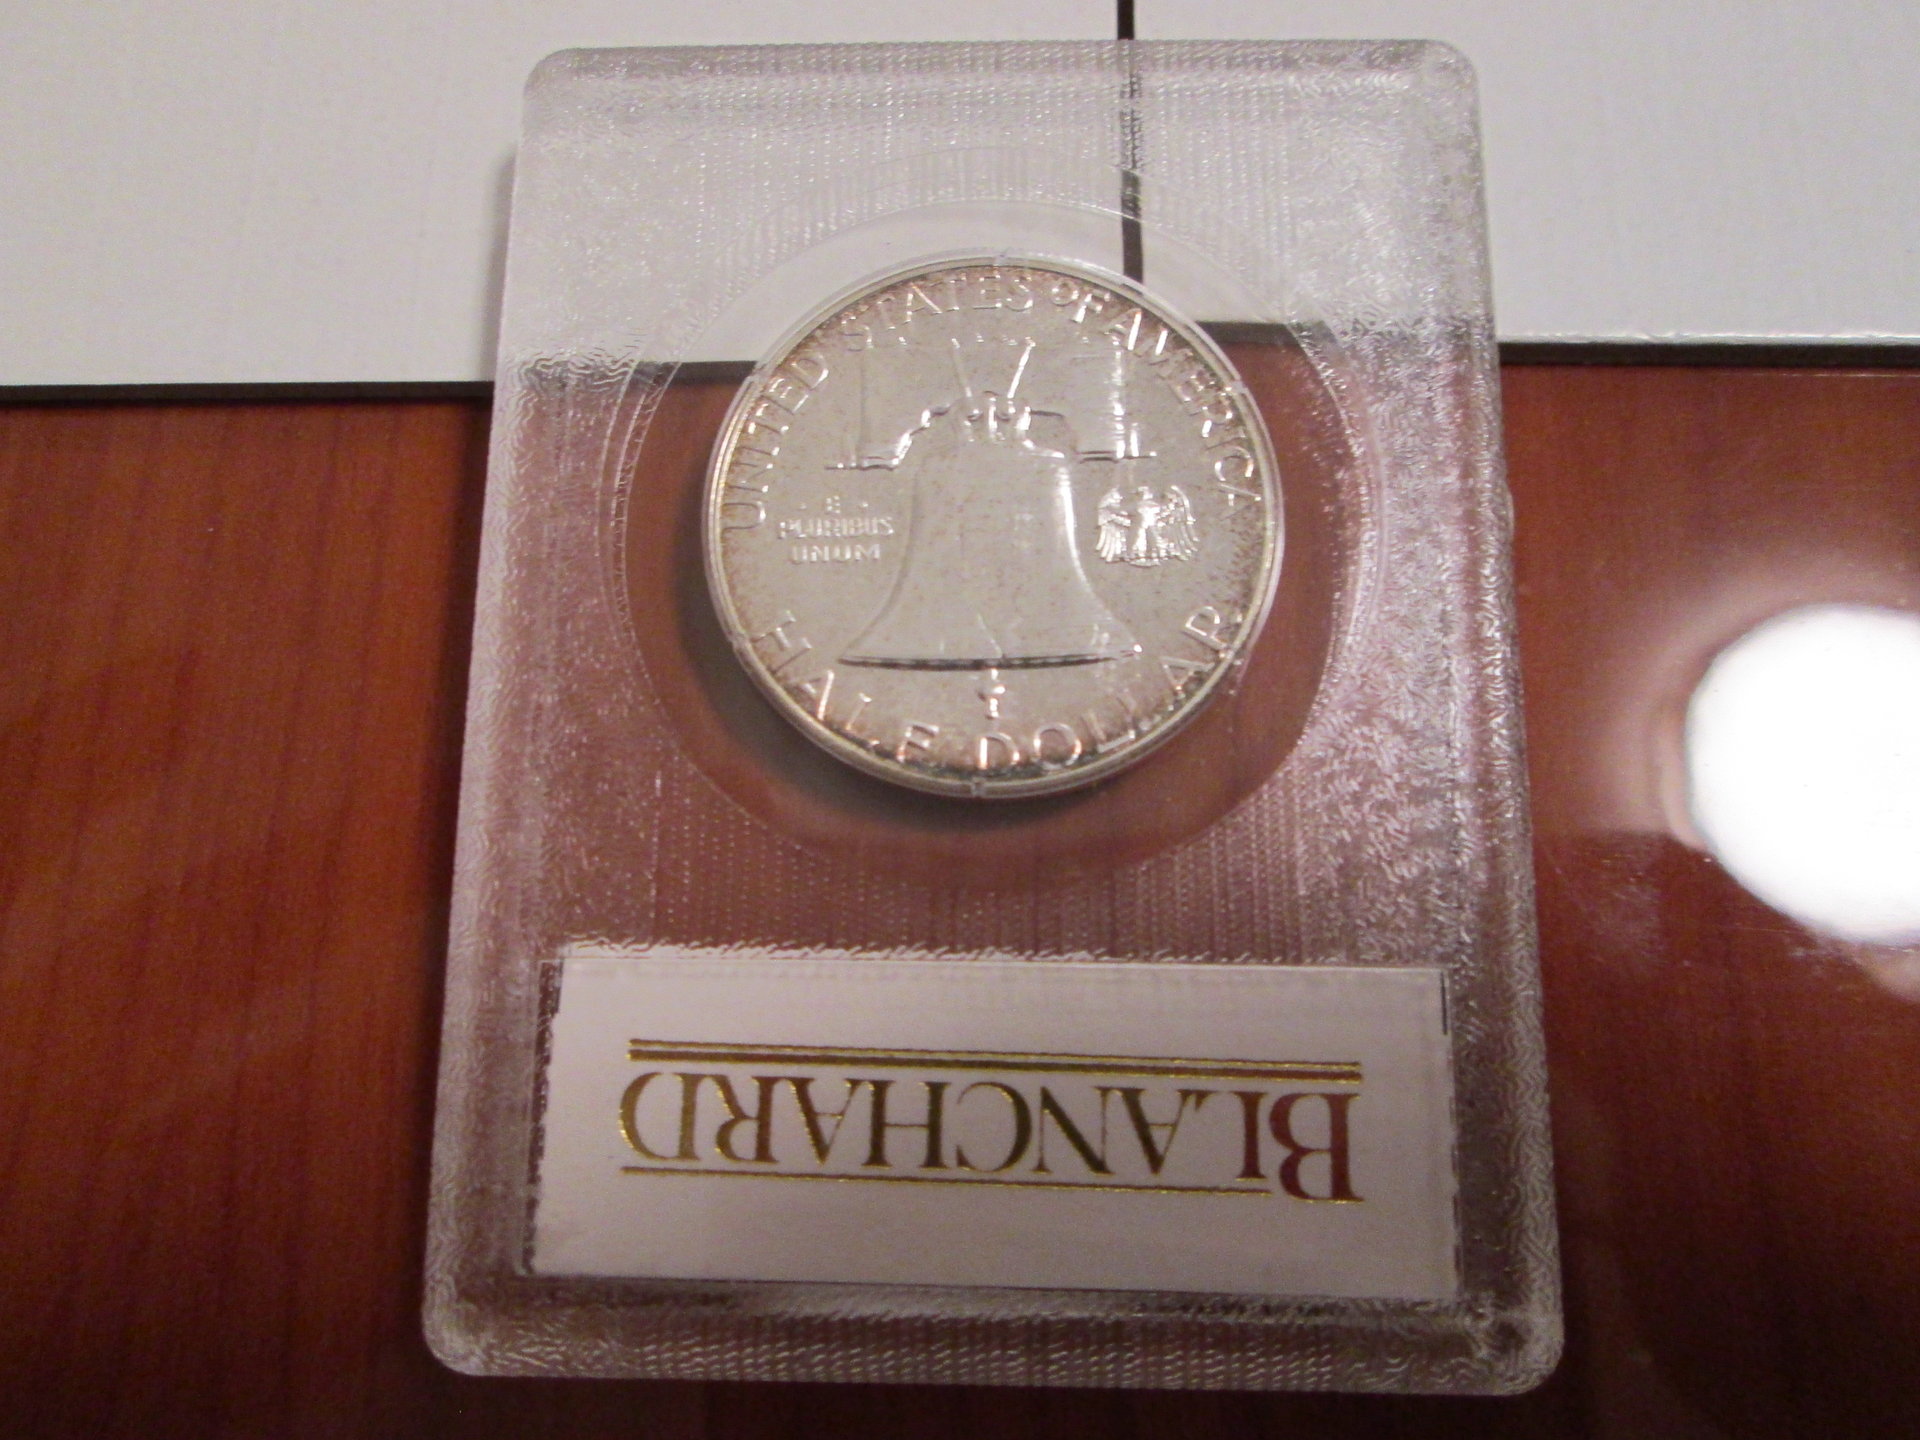 UNITED STATES OF AMERICA
· E ·
PLURIBUS
UNUM
HALF DOLLAR
BLANCHARD